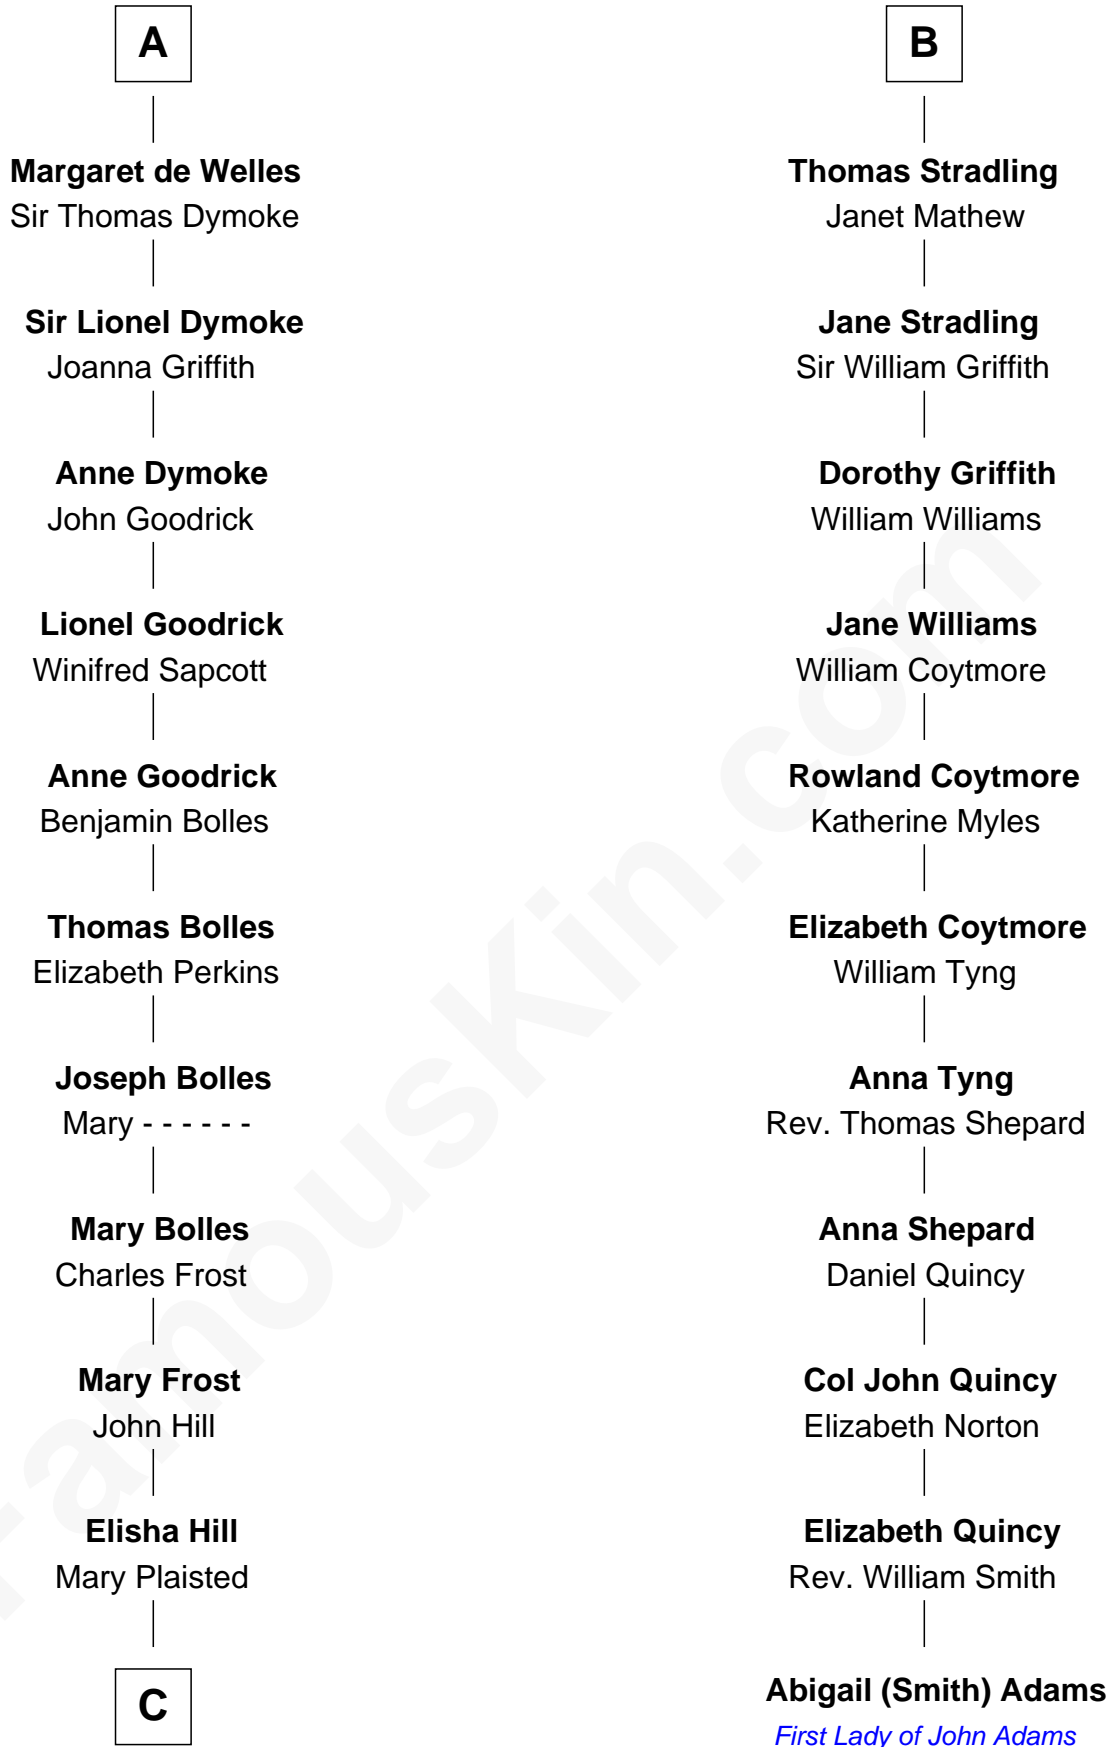 A
Margaret de Welles
Sir Thomas Dymoke
Sir Lionel Dymoke
Joanna Griffith
Anne Dymoke
John Goodrick
Lionel Goodrick
Winifred Sapcott
Anne Goodrick
Benjamin Bolles
Thomas Bolles
Elizabeth Perkins
Joseph Bolles
Mary - - - - - -
Mary Bolles
Charles Frost
Mary Frost
John Hill
Elisha Hill
Mary Plaisted
C
B
Thomas Stradling
Janet Mathew
Jane Stradling
Sir William Griffith
Dorothy Griffith
William Williams
Jane Williams
William Coytmore
Rowland Coytmore
Katherine Myles
Elizabeth Coytmore
William Tyng
Anna Tyng
Rev. Thomas Shepard
Anna Shepard
Daniel Quincy
Col John Quincy
Elizabeth Norton
Elizabeth Quincy
Rev. William Smith
Abigail (Smith) Adams
First Lady of John Adams
FamousKin.com